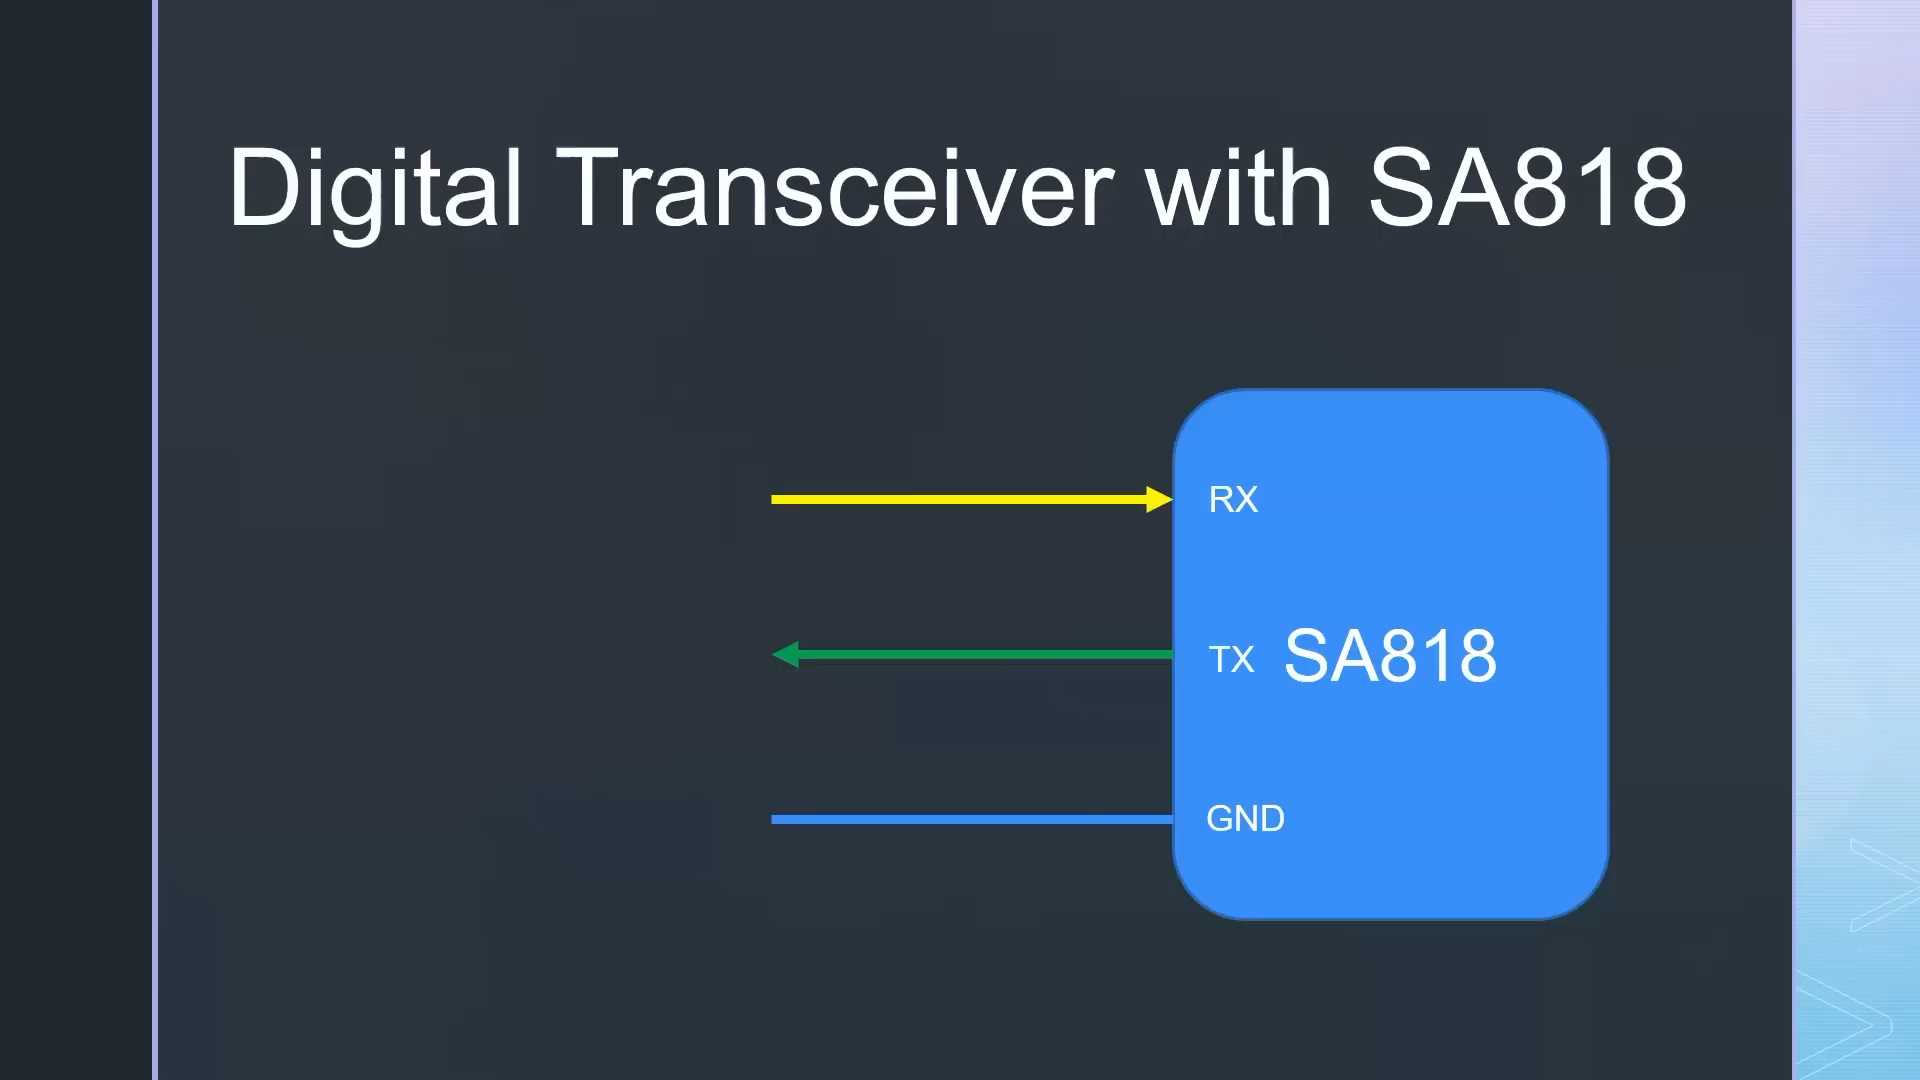 Digital Transceiver with SA818
RX
TX SA818
GND